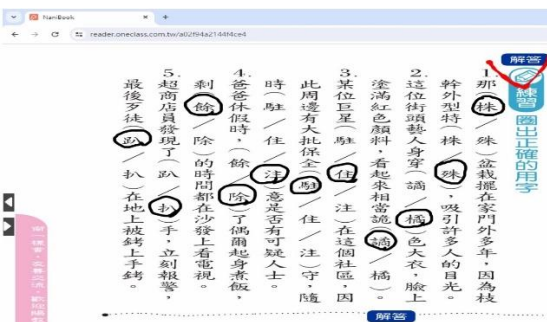 NaniBook
reader.oneclass.com.tw/a02f94a2144f4ce4
解答
練習 圈出正確的用字
1.那(株/殊)盆栽擺在豪門外多年,因為枝
幹外型特(株/殊),吸引許多人的目光。
2.這位街頭藝人身穿(譎/橘)色大衣,臉上
塗滿紅色顏料,看起來相當詭(譎/橘)。
3.某位巨星(駐/住/注)在這個社區,因
此周邊有大批保全(駐/住/注)守,隨
時(駐/住/注)意是否有可疑人士。
4.爸爸休假時,(餘/除)了偶爾起身煮飯,
剩(餘/除)的時間都在沙發上看電視。
5.超商店員發現了(趴/扒)手,立刻報警,
最後歹徒(趴/扒)在地上被銬上手銬。
解答